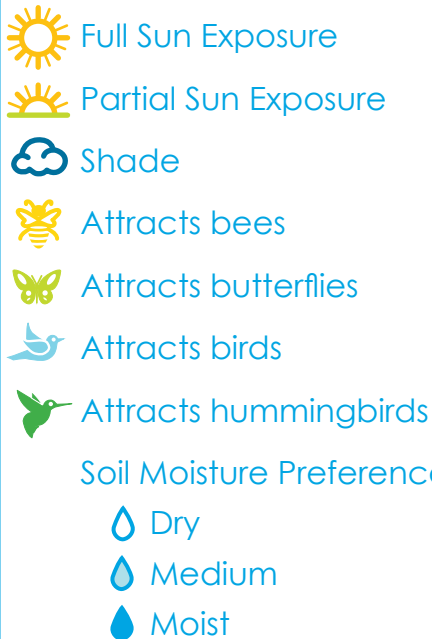 Full Sun Exposure
Partial Sun Exposure
Shade
Attracts bees
Attracts butterflies
Attracts birds
Attracts hummingbirds
Soil Moisture Preference
Dry
Medium
Moist